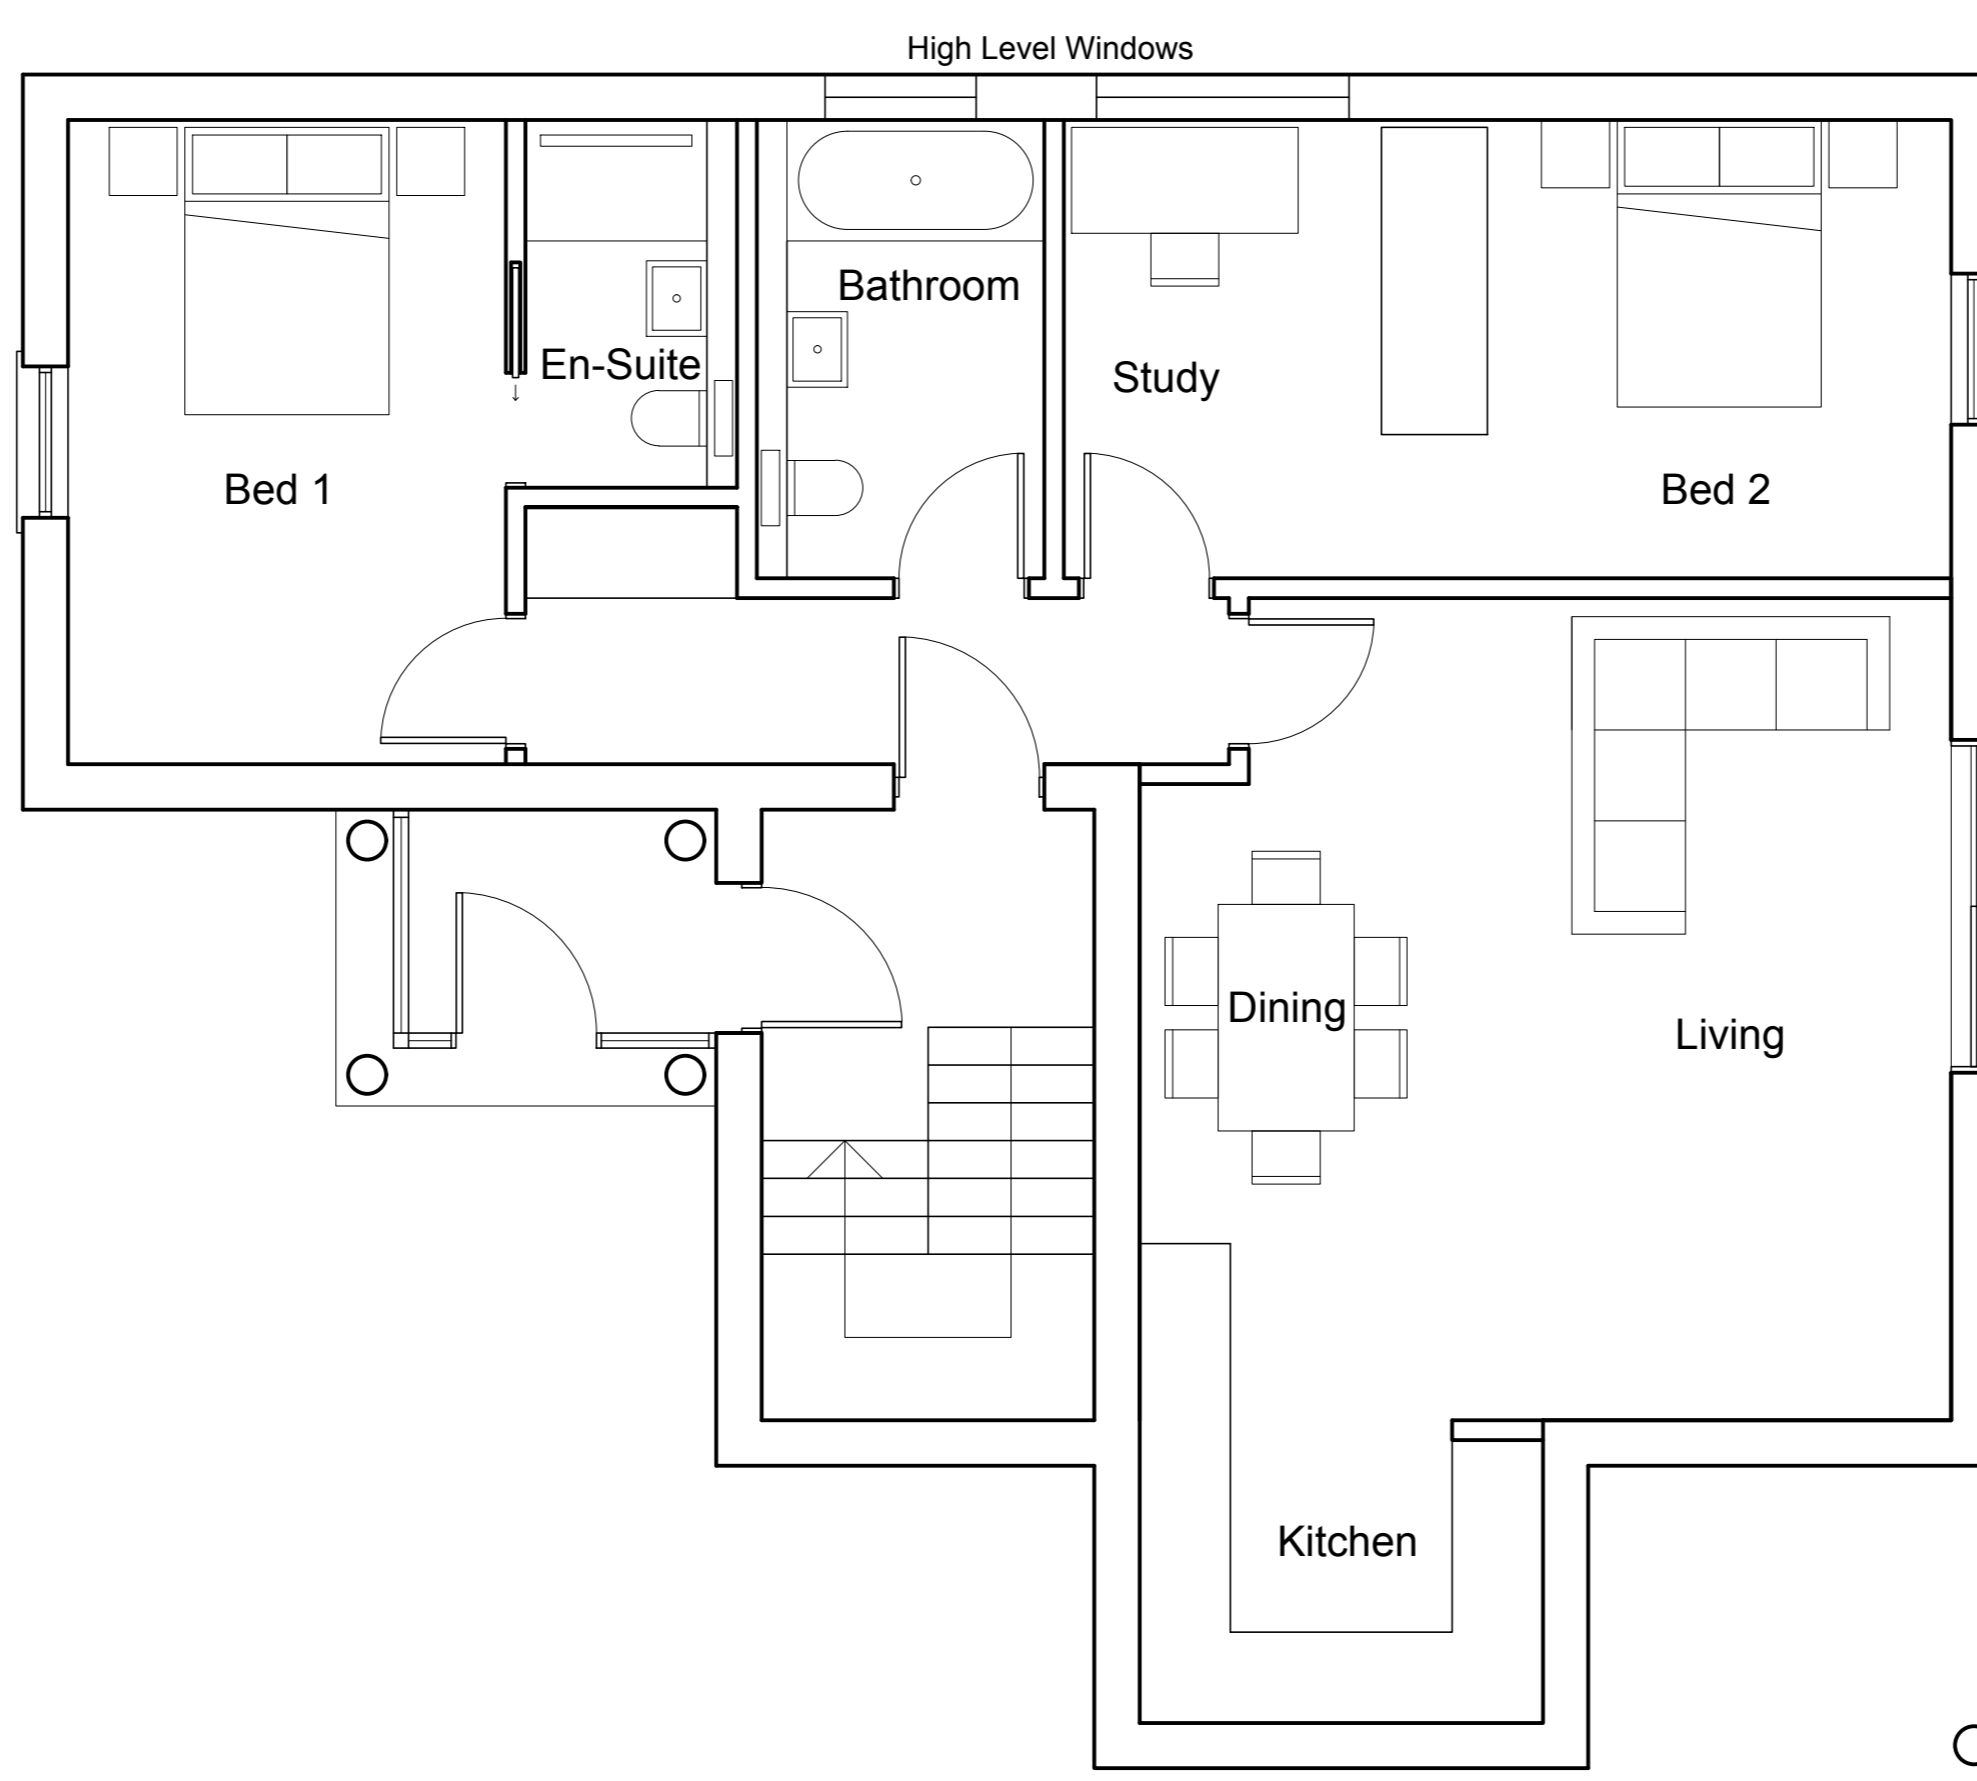 High Level Windows
Bathroom
En-Suite
Study
Bed 1
Bed 2
Dining
Living
Kitchen